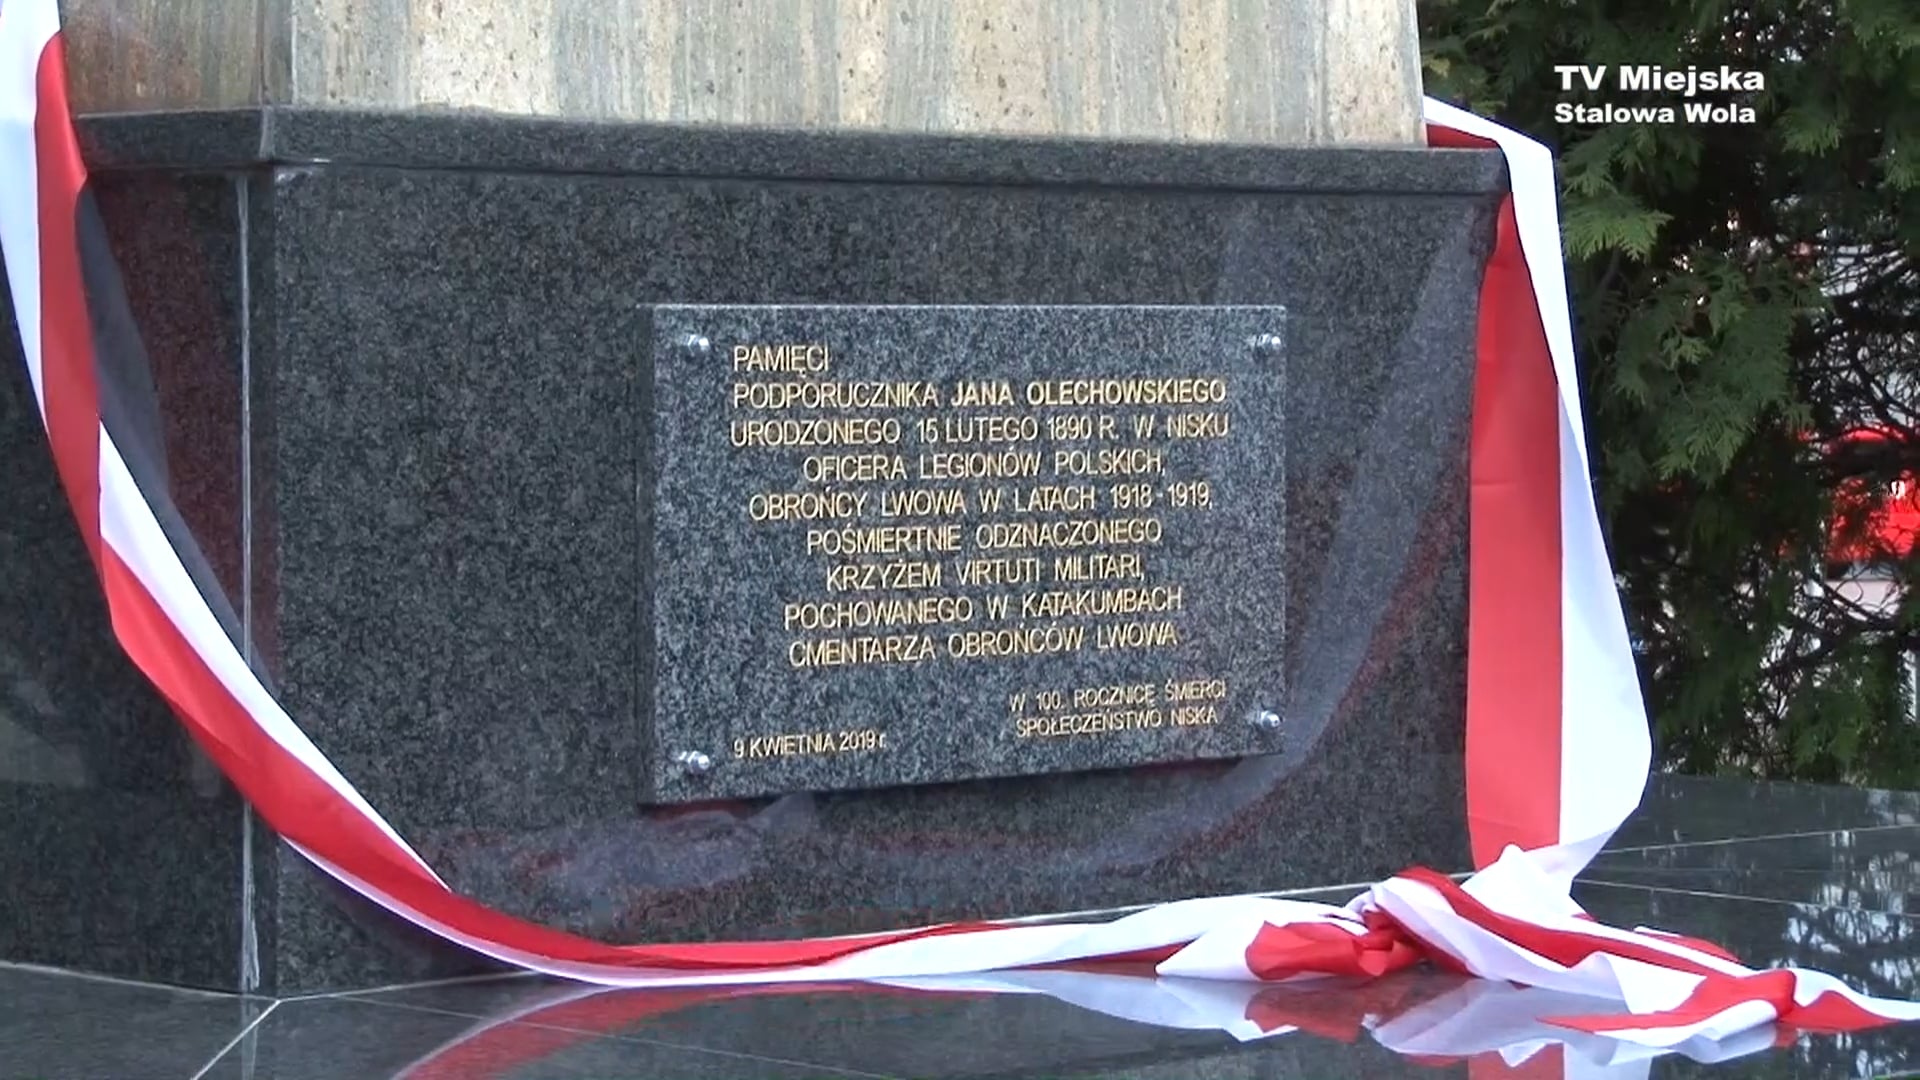 TV Miejska
Stalowa Wola
PAMIĘCI
PODPORUCZNIKA JANA OLECHOWSKIEGO
URODZONEGO 15 LUTEGO 1890 R. W NISKU
OFICERA LEGIONÓW POLSKICH,
OBROŃCY LWOWA W LATACH 1918-1919,
POŚMIERTNIE ODZNACZONEGO
KRZYŻEM VIRTUTI MILITARI,
POCHOWANEGO W KATAKUMBACH
CMENTARZA OBROŃCÓW LWOWA
W 100. ROCZNICĘ ŚMIERCI
SPOŁECZEŃSTWO NISKA
9 KWIETNIA 2019 r.